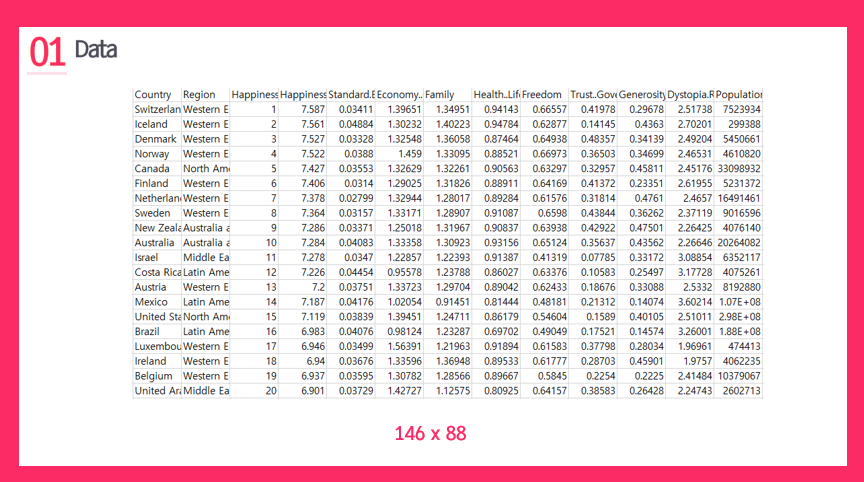 01 Data
Country Region Happiness Happiness Standard.E Economy.. Family Health..Life Freedom Trust..Gov Generosity Dystopia.R Population
Switzerlan Western E 1 7.587 0.03411 1.39651 1.34951 0.94143 0.66557 0.41978 0.29678 2.51738 7523934
Iceland Western E 2 7.561 0.04884 1.30232 1.40223 0.94784 0.62877 0.14145 0.4363 2.70201 299388
Denmark Western E 3 7.527 0.03328 1.32548 1.36058 0.87464 0.64938 0.48357 0.34139 2.49204 5450661
Norway Western E 4 7.522 0.0388 1.459 1.33095 0.88521 0.66973 0.36503 0.34699 2.46531 4610820
Canada North Am 5 7.427 0.03553 1.32629 1.32261 0.90563 0.63297 0.32957 0.45811 2.45176 33098932
Finland Western E 6 7.406 0.0314 1.29025 1.31826 0.88911 0.64169 0.41372 0.23351 2.61955 5231372
Netherlan Western E 7 7.378 0.02799 1.32944 1.28017 0.89284 0.61576 0.31814 0.4761 2.4657 16491461
Sweden Western E 8 7.364 0.03157 1.33171 1.28907 0.91087 0.6598 0.43844 0.36262 2.37119 9016596
New Zeala Australia a 9 7.286 0.03371 1.25018 1.31967 0.90837 0.63938 0.42922 0.47501 2.26425 4076140
Australia Australia a 10 7.284 0.04083 1.33358 1.30923 0.93156 0.65124 0.35637 0.43562 2.26646 20264082
Israel Middle Ea 11 7.278 0.0347 1.22857 1.22393 0.91387 0.41319 0.07785 0.33172 3.08854 6352117
Costa Rica Latin Ame 12 7.226 0.04454 0.95578 1.23788 0.86027 0.63376 0.10583 0.25497 3.17728 4075261
Austria Western E 13 7.2 0.03751 1.33723 1.29704 0.89042 0.62433 0.18676 0.33088 2.5332 8192880
Mexico Latin Ame 14 7.187 0.04176 1.02054 0.91451 0.81444 0.48181 0.21312 0.14074 3.60214 1.07E+08
United Sta North Am 15 7.119 0.03839 1.39451 1.24711 0.86179 0.54604 0.1589 0.40105 2.51011 2.98E+08
Brazil Latin Ame 16 6.983 0.04076 0.98124 1.23287 0.69702 0.49049 0.17521 0.14574 3.26001 1.88E+08
Luxembou Western E 17 6.946 0.03499 1.56391 1.21963 0.91894 0.61583 0.37798 0.28034 1.96961 474413
Ireland Western E 18 6.94 0.03676 1.33596 1.36948 0.89533 0.61777 0.28703 0.45901 1.9757 4062235
Belgium Western E 19 6.937 0.03595 1.30782 1.28566 0.89667 0.5845 0.2254 0.2225 2.41484 10379067
United Ara Middle Ea 20 6.901 0.03729 1.42727 1.12575 0.80925 0.64157 0.38583 0.26428 2.24743 2602713
146 x 88